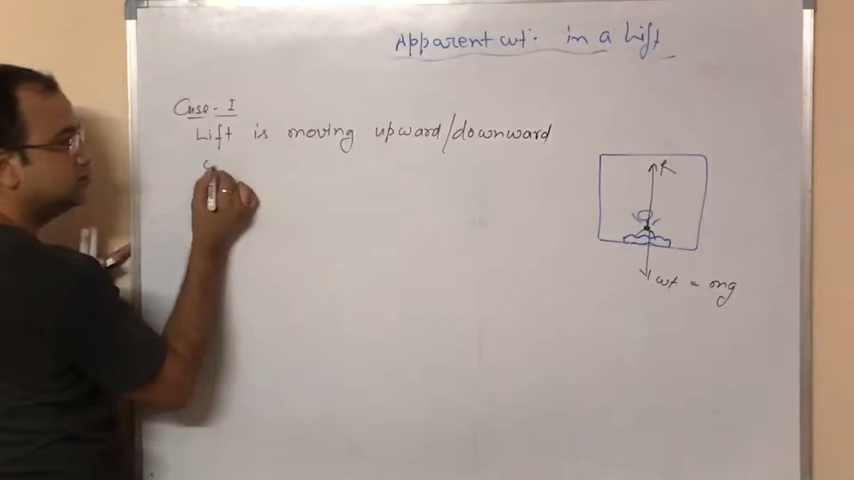 Apparent wt. in a Lift
Case - I
Lift is moving upward/downward
R
wt = mg